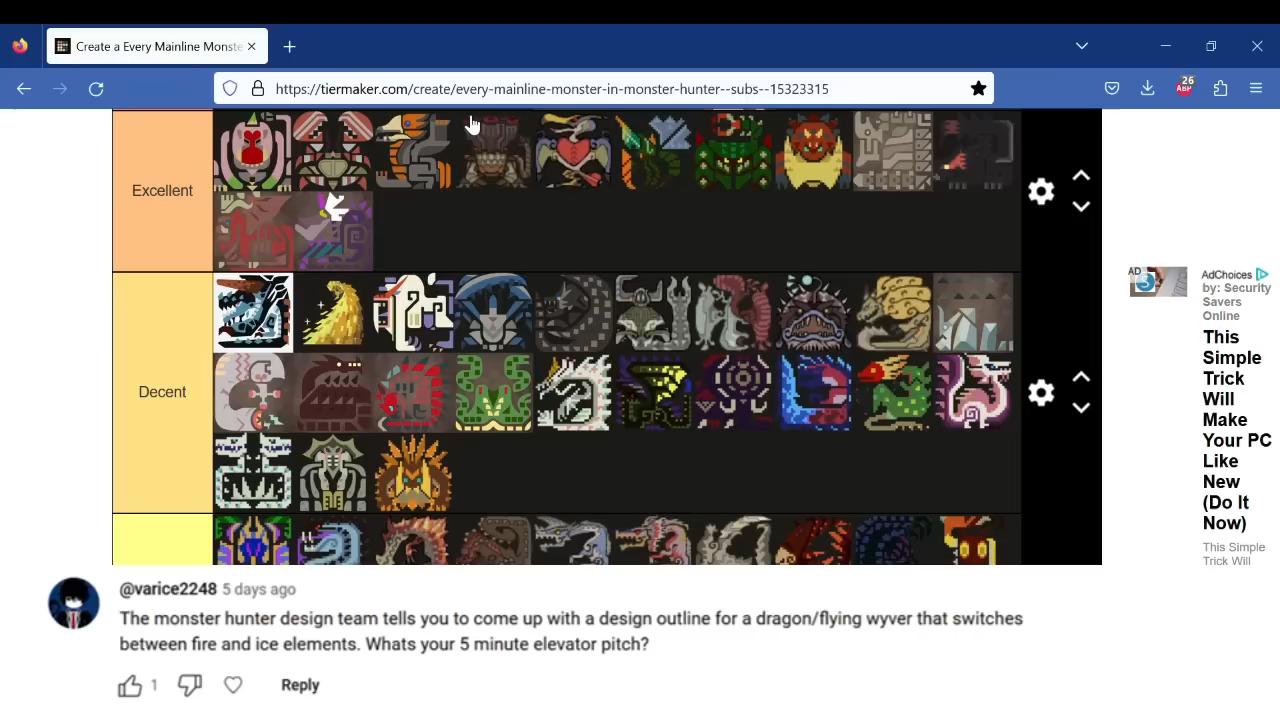 Create a Every Mainline Monste
https://tiermaker.com/create/every-mainline-monster-in-monster-hunter--subs--15323315
26
ABP
Excellent
Decent
AD
AdChoices
by: Security
Savers
Online
This
Simple
Trick
Will
Make
Your PC
Like
New
(Do It
Now)
This Simple
Trick Will
@varice2248 5 days ago
The monster hunter design team tells you to come up with a design outline for a dragon/flying wyver that switches
between fire and ice elements. Whats your 5 minute elevator pitch?
1
Reply